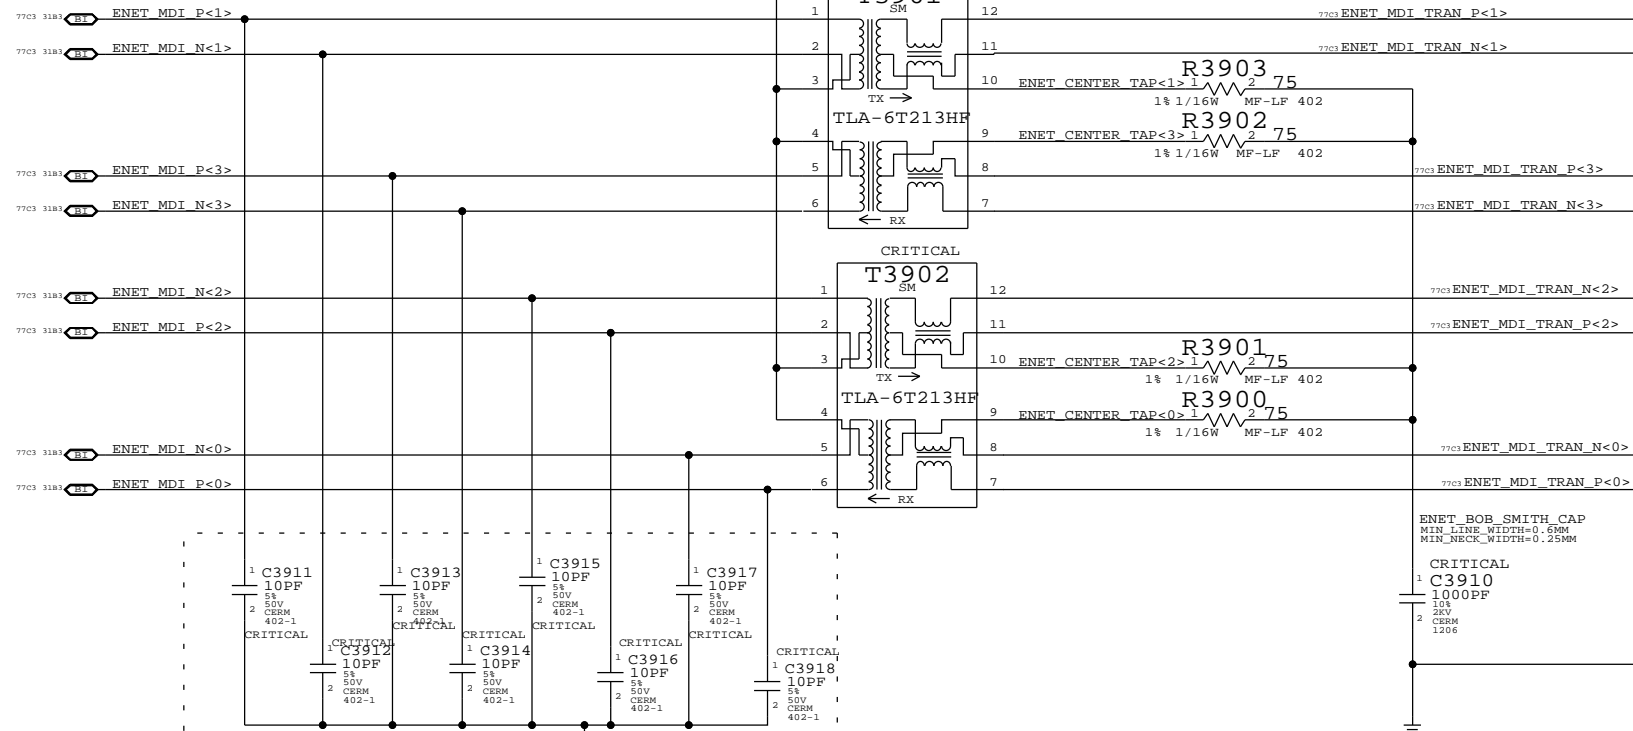 77C3 31B3 BI ENET_MDI_P<1> 1 SM 12 77C3 ENET_MDI_TRAN_P<1>
77C3 31B3 BI ENET_MDI_N<1> 2 11 77C3 ENET_MDI_TRAN_N<1>
R3903
3 10 ENET_CENTER_TAP<1> 1 2 75
TX 1% 1/16W MF-LF 402
TLA-6T213HF R3902
4 9 ENET_CENTER_TAP<3> 1 2 75
1% 1/16W MF-LF 402
77C3 31B3 BI ENET_MDI_P<3> 5 8 77C3 ENET_MDI_TRAN_P<3>
77C3 31B3 BI ENET_MDI_N<3> 6 7 77C3 ENET_MDI_TRAN_N<3>
RX
CRITICAL
T3902
SM
77C3 31B3 BI ENET_MDI_N<2> 1 12 77C3 ENET_MDI_TRAN_N<2>
77C3 31B3 BI ENET_MDI_P<2> 2 11 77C3 ENET_MDI_TRAN_P<2>
R3901
3 10 ENET_CENTER_TAP<2> 1 2 75
TX 1% 1/16W MF-LF 402
TLA-6T213HF R3900
4 9 ENET_CENTER_TAP<0> 1 2 75
1% 1/16W MF-LF 402
77C3 31B3 BI ENET_MDI_N<0> 5 8 77C3 ENET_MDI_TRAN_N<0>
77C3 31B3 BI ENET_MDI_P<0> 6 7 77C3 ENET_MDI_TRAN_P<0>
RX
ENET_BOB_SMITH_CAP
MIN_LINE_WIDTH=0.6MM
MIN_NECK_WIDTH=0.25MM
1 C3911
10PF
5%
50V
2 CERM
402-1
CRITICAL
1 C3913
10PF
5%
50V
2 CERM
402-1
CRITICAL
1 C3915
10PF
5%
50V
2 CERM
402-1
CRITICAL
1 C3917
10PF
5%
50V
2 CERM
402-1
CRITICAL
CRITICAL
1 C3910
1000PF
10%
2KV
2 CERM
1206
CRITICAL
1 C3912
10PF
5%
50V
2 CERM
402-1
CRITICAL
1 C3914
10PF
5%
50V
2 CERM
402-1
CRITICAL
1 C3916
10PF
5%
50V
2 CERM
402-1
CRITICAL
1 C3918
10PF
5%
50V
2 CERM
402-1